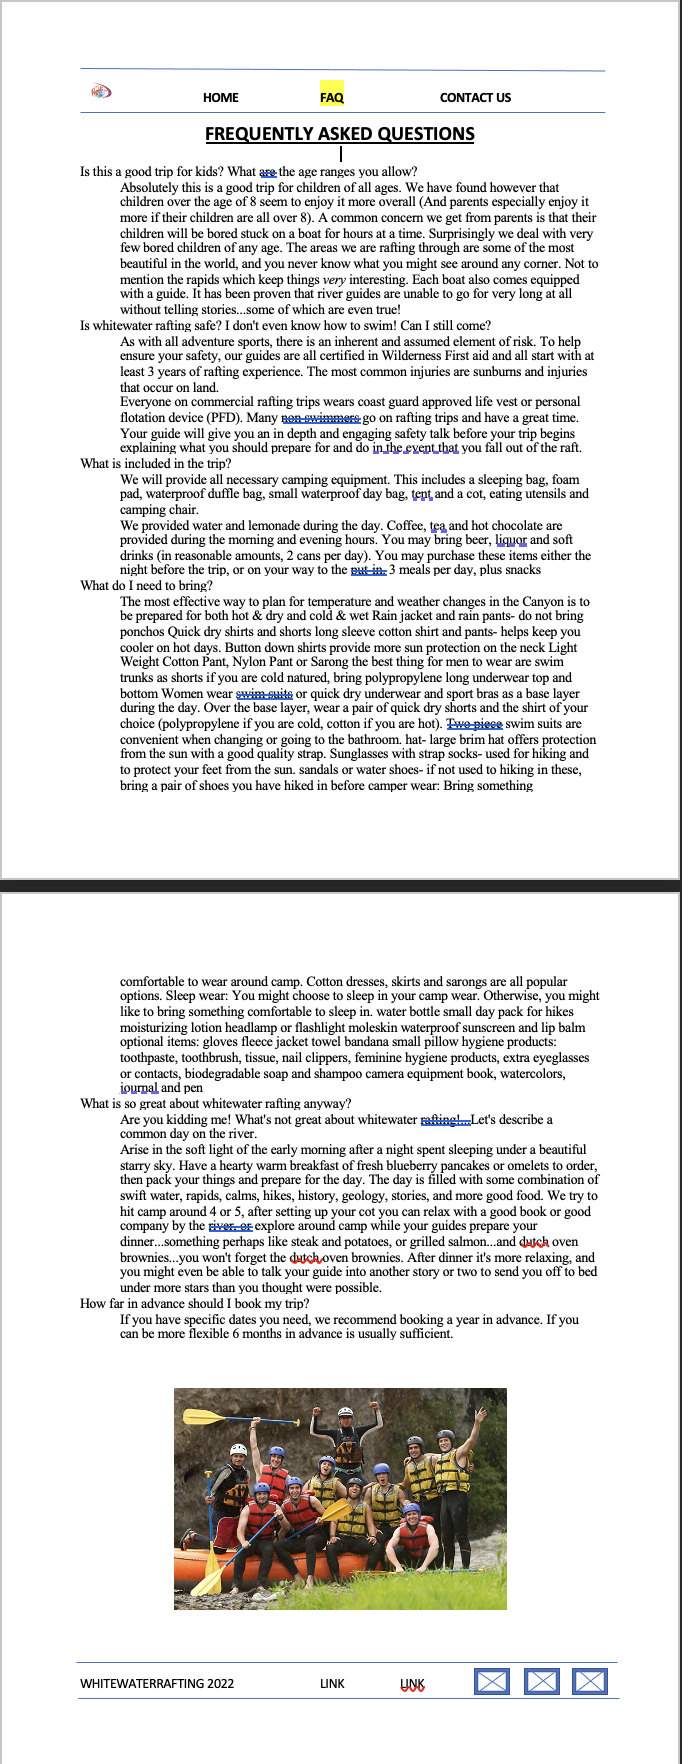 HOME FAQ CONTACT US
FREQUENTLY ASKED QUESTIONS
Is this a good trip for kids? What are the age ranges you allow?
Absolutely this is a good trip for children of all ages. We have found however that
children over the age of 8 seem to enjoy it more overall (And parents especially enjoy it
more if their children are all over 8). A common concern we get from parents is that their
children will be bored stuck on a boat for hours at a time. Surprisingly we deal with very
few bored children of any age. The areas we are rafting through are some of the most
beautiful in the world, and you never know what you might see around any corner. Not to
mention the rapids which keep things very interesting. Each boat also comes equipped
with a guide. It has been proven that river guides are unable to go for very long at all
without telling stories...some of which are even true!
Is whitewater rafting safe? I don't even know how to swim! Can I still come?
As with all adventure sports, there is an inherent and assumed element of risk. To help
ensure your safety, our guides are all certified in Wilderness First aid and all start with at
least 3 years of rafting experience. The most common injuries are sunburns and injuries
that occur on land.
Everyone on commercial rafting trips wears coast guard approved life vest or personal
flotation device (PFD). Many non swimmers go on rafting trips and have a great time.
Your guide will give you an in depth and engaging safety talk before your trip begins
explaining what you should prepare for and do in the event that you fall out of the raft.
What is included in the trip?
We will provide all necessary camping equipment. This includes a sleeping bag, foam
pad, waterproof duffle bag, small waterproof day bag, tent and a cot, eating utensils and
camping chair.
We provided water and lemonade during the day. Coffee, tea and hot chocolate are
provided during the morning and evening hours. You may bring beer, liquor and soft
drinks (in reasonable amounts, 2 cans per day). You may purchase these items either the
night before the trip, or on your way to the put-in. 3 meals per day, plus snacks
What do I need to bring?
The most effective way to plan for temperature and weather changes in the Canyon is to
be prepared for both hot & dry and cold & wet Rain jacket and rain pants- do not bring
ponchos Quick dry shirts and shorts long sleeve cotton shirt and pants- helps keep you
cooler on hot days. Button down shirts provide more sun protection on the neck Light
Weight Cotton Pant, Nylon Pant or Sarong the best thing for men to wear are swim
trunks as shorts if you are cold natured, bring polypropylene long underwear top and
bottom Women wear swim suits or quick dry underwear and sport bras as a base layer
during the day. Over the base layer, wear a pair of quick dry shorts and the shirt of your
choice (polypropylene if you are cold, cotton if you are hot). Two piece swim suits are
convenient when changing or going to the bathroom. hat- large brim hat offers protection
from the sun with a good quality strap. Sunglasses with strap socks- used for hiking and
to protect your feet from the sun. sandals or water shoes- if not used to hiking in these,
bring a pair of shoes you have hiked in before camper wear: Bring something
comfortable to wear around camp. Cotton dresses, skirts and sarongs are all popular
options. Sleep wear: You might choose to sleep in your camp wear. Otherwise, you might
like to bring something comfortable to sleep in. water bottle small day pack for hikes
moisturizing lotion headlamp or flashlight moleskin waterproof sunscreen and lip balm
optional items: gloves fleece jacket towel bandana small pillow hygiene products:
toothpaste, toothbrush, tissue, nail clippers, feminine hygiene products, extra eyeglasses
or contacts, biodegradable soap and shampoo camera equipment book, watercolors,
journal and pen
What is so great about whitewater rafting anyway?
Are you kidding me! What's not great about whitewater rafting!...Let's describe a
common day on the river.
Arise in the soft light of the early morning after a night spent sleeping under a beautiful
starry sky. Have a hearty warm breakfast of fresh blueberry pancakes or omelets to order,
then pack your things and prepare for the day. The day is filled with some combination of
swift water, rapids, calms, hikes, history, geology, stories, and more good food. We try to
hit camp around 4 or 5, after setting up your cot you can relax with a good book or good
company by the river, or explore around camp while your guides prepare your
dinner...something perhaps like steak and potatoes, or grilled salmon...and dutch oven
brownies...you won't forget the dutch oven brownies. After dinner it's more relaxing, and
you might even be able to talk your guide into another story or two to send you off to bed
under more stars than you thought were possible.
How far in advance should I book my trip?
If you have specific dates you need, we recommend booking a year in advance. If you
can be more flexible 6 months in advance is usually sufficient.
WHITEWATERRAFTING 2022 LINK LINK